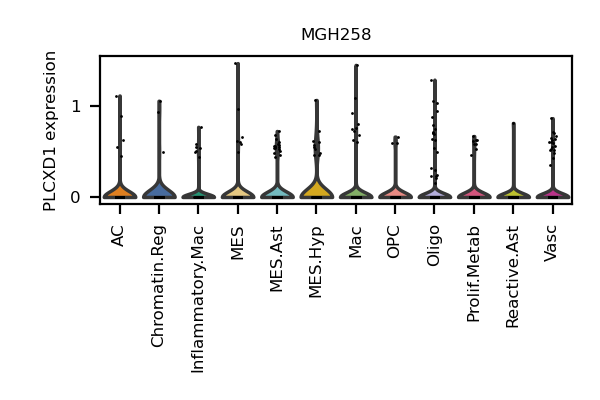 MGH258
PLCXD1 expression
1
0
AC
Chromatin.Reg
Inflammatory.Mac
MES
MES.Ast
MES.Hyp
Mac
OPC
Oligo
Prolif.Metab
Reactive.Ast
Vasc